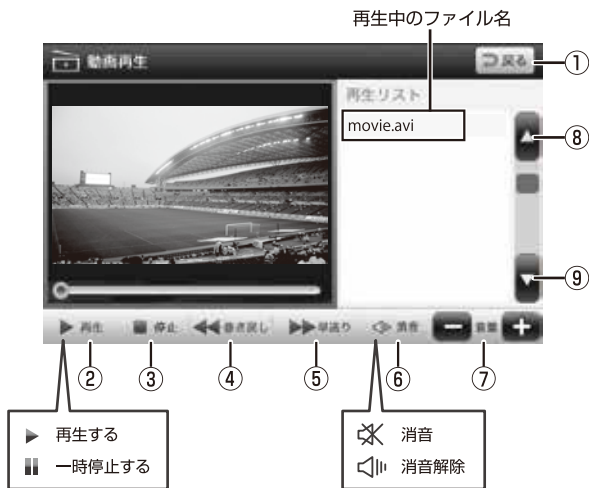 再生中のファイル名
動画再生
戻る
①
再生リスト
movie.avi
⑧
⑨
再生
停止
巻き戻し
早送り
消音
音量
②
③
④
⑤
⑥
⑦
再生する
一時停止する
消音
消音解除